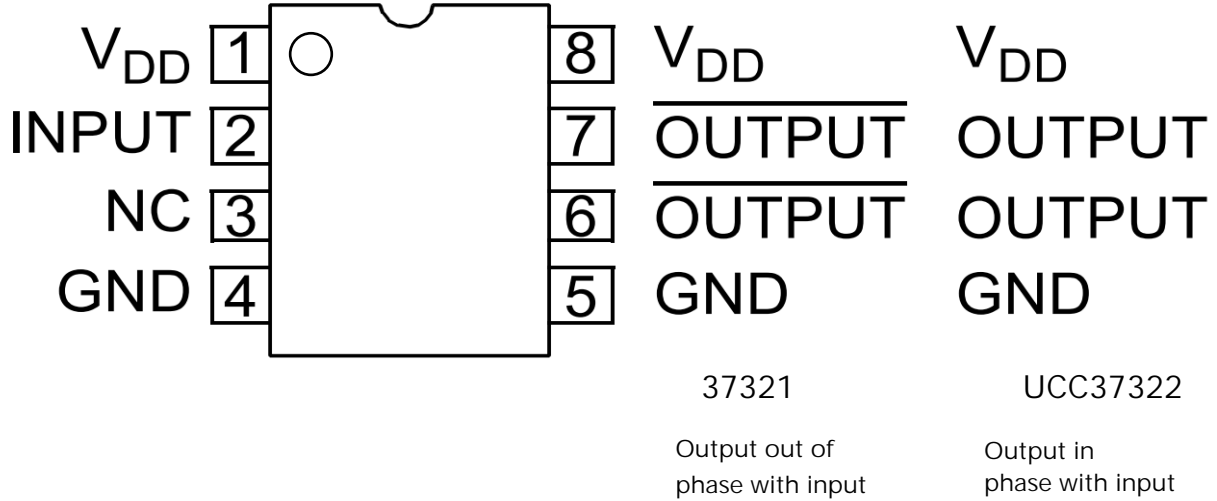 VDD 1 8 VDD VDD
INPUT 2 7 OUTPUT OUTPUT
NC 3 6 OUTPUT OUTPUT
GND 4 5 GND GND
37321 UCC37322
Output out of Output in
phase with input phase with input